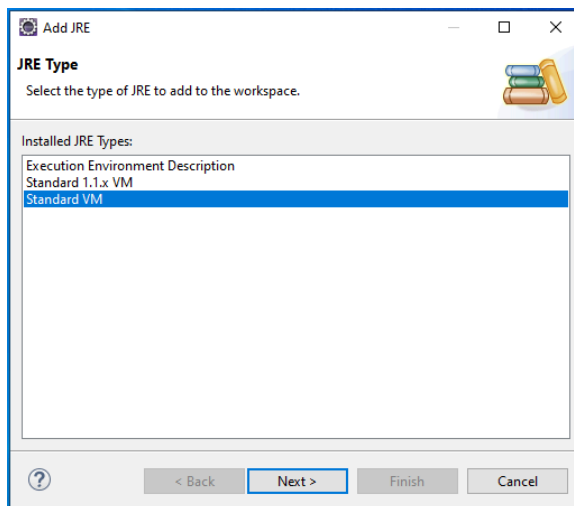 Add JRE
JRE Type
Select the type of JRE to add to the workspace.
Installed JRE Types:
Execution Environment Description
Standard 1.1.x VM
Standard VM
?
< Back Next > Finish Cancel